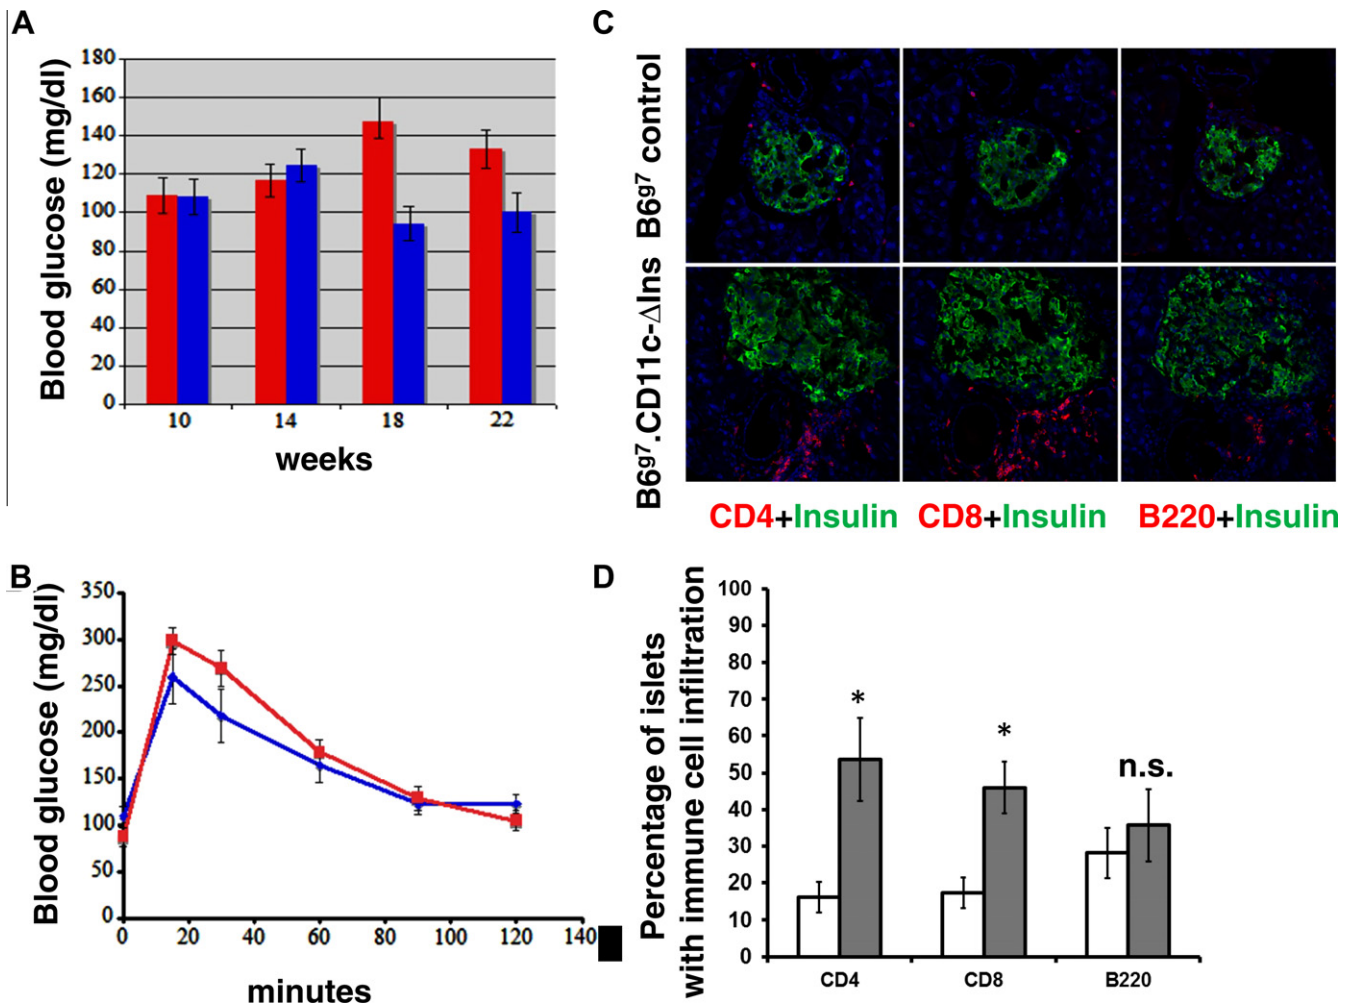 A
Blood glucose (mg/dl)
180
160
140
120
100
80
60
40
20
0
10 14 18 22
weeks
B
Blood glucose (mg/dl)
350
300
250
200
150
100
50
0
0 20 40 60 80 100 120 140
minutes
C
B6g7 control
B6g7.CD11c-ΔIns
CD4+Insulin CD8+Insulin B220+Insulin
D
Percentage of islets
with immune cell infiltration
100
90
80
70
60
50
40
30
20
10
0
*
*
n.s.
CD4 CD8 B220